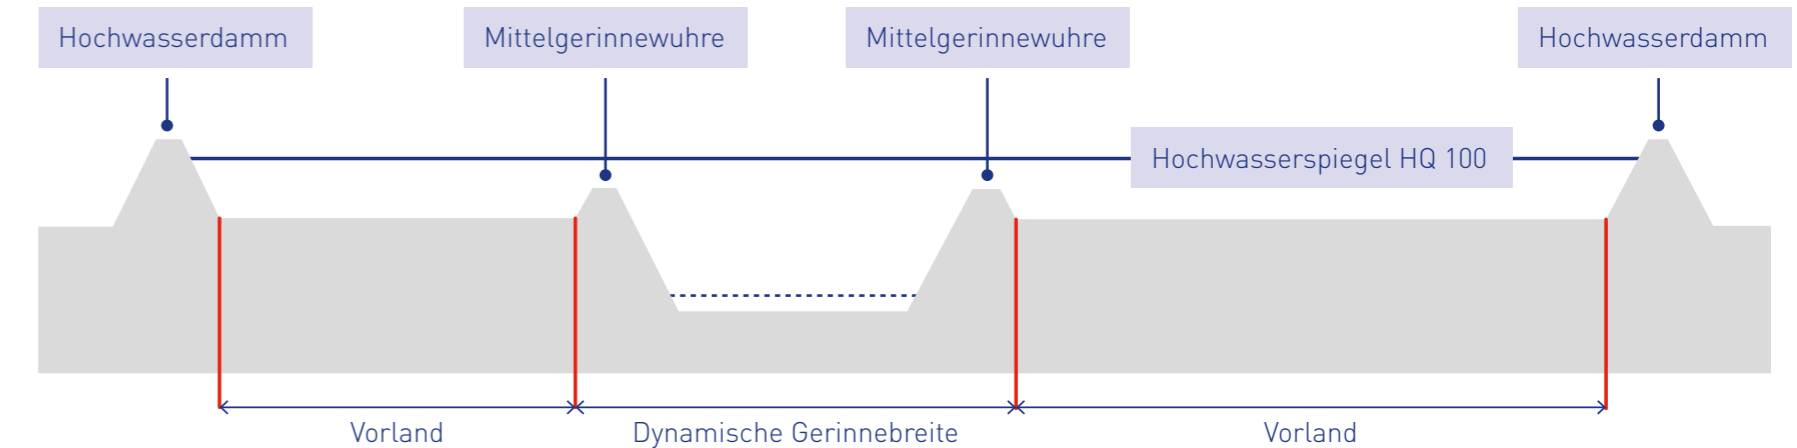 Hochwasserdamm
Mittelgerinnewuhre
Mittelgerinnewuhre
Hochwasserdamm
Hochwasserspiegel HQ 100
Vorland
Dynamische Gerinnebreite
Vorland